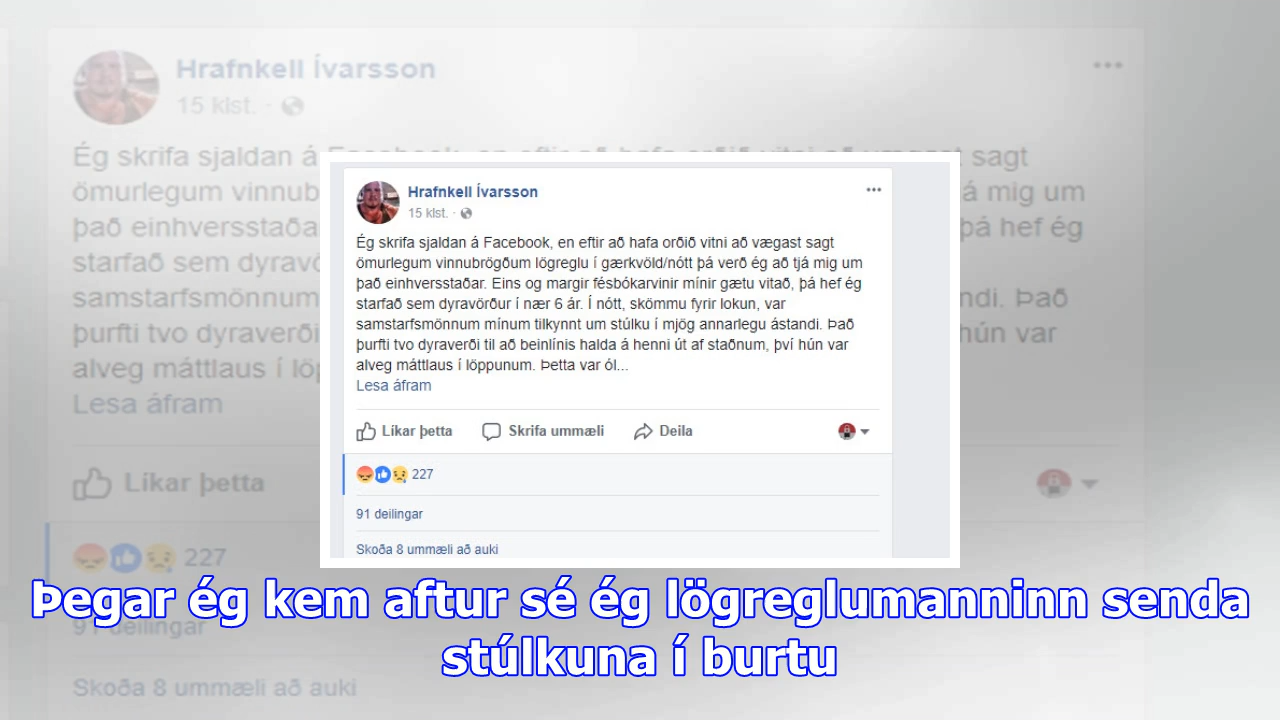 Hrafnkell Ívarsson
15 klst. ·
Ég skrifa sjaldan á Facebook, en eftir að hafa orðið vitni að vægast sagt
ömurlegum vinnubrögðum lögreglu í gærkvöld/nótt þá verð ég að tjá mig um
það einhversstaðar. Eins og margir fésbókarvinir mínir gætu vitað, þá hef ég
starfað sem dyravörður í nær 6 ár. Í nótt, skömmu fyrir lokun, var
samstarfsmönnum mínum tilkynnt um stúlku í mjög annarlegu ástandi. Það
þurfti tvo dyraverði til að beinlínis halda á henni út af staðnum, því hún var
alveg máttlaus í löppunum. Þetta var ól...
Lesa áfram
Líkar þetta Skrifa ummæli Deila
227
91 deilingar
Skoða 8 ummæli að auki
Þegar ég kem aftur sé ég lögreglumanninn senda
stúlkuna í burtu